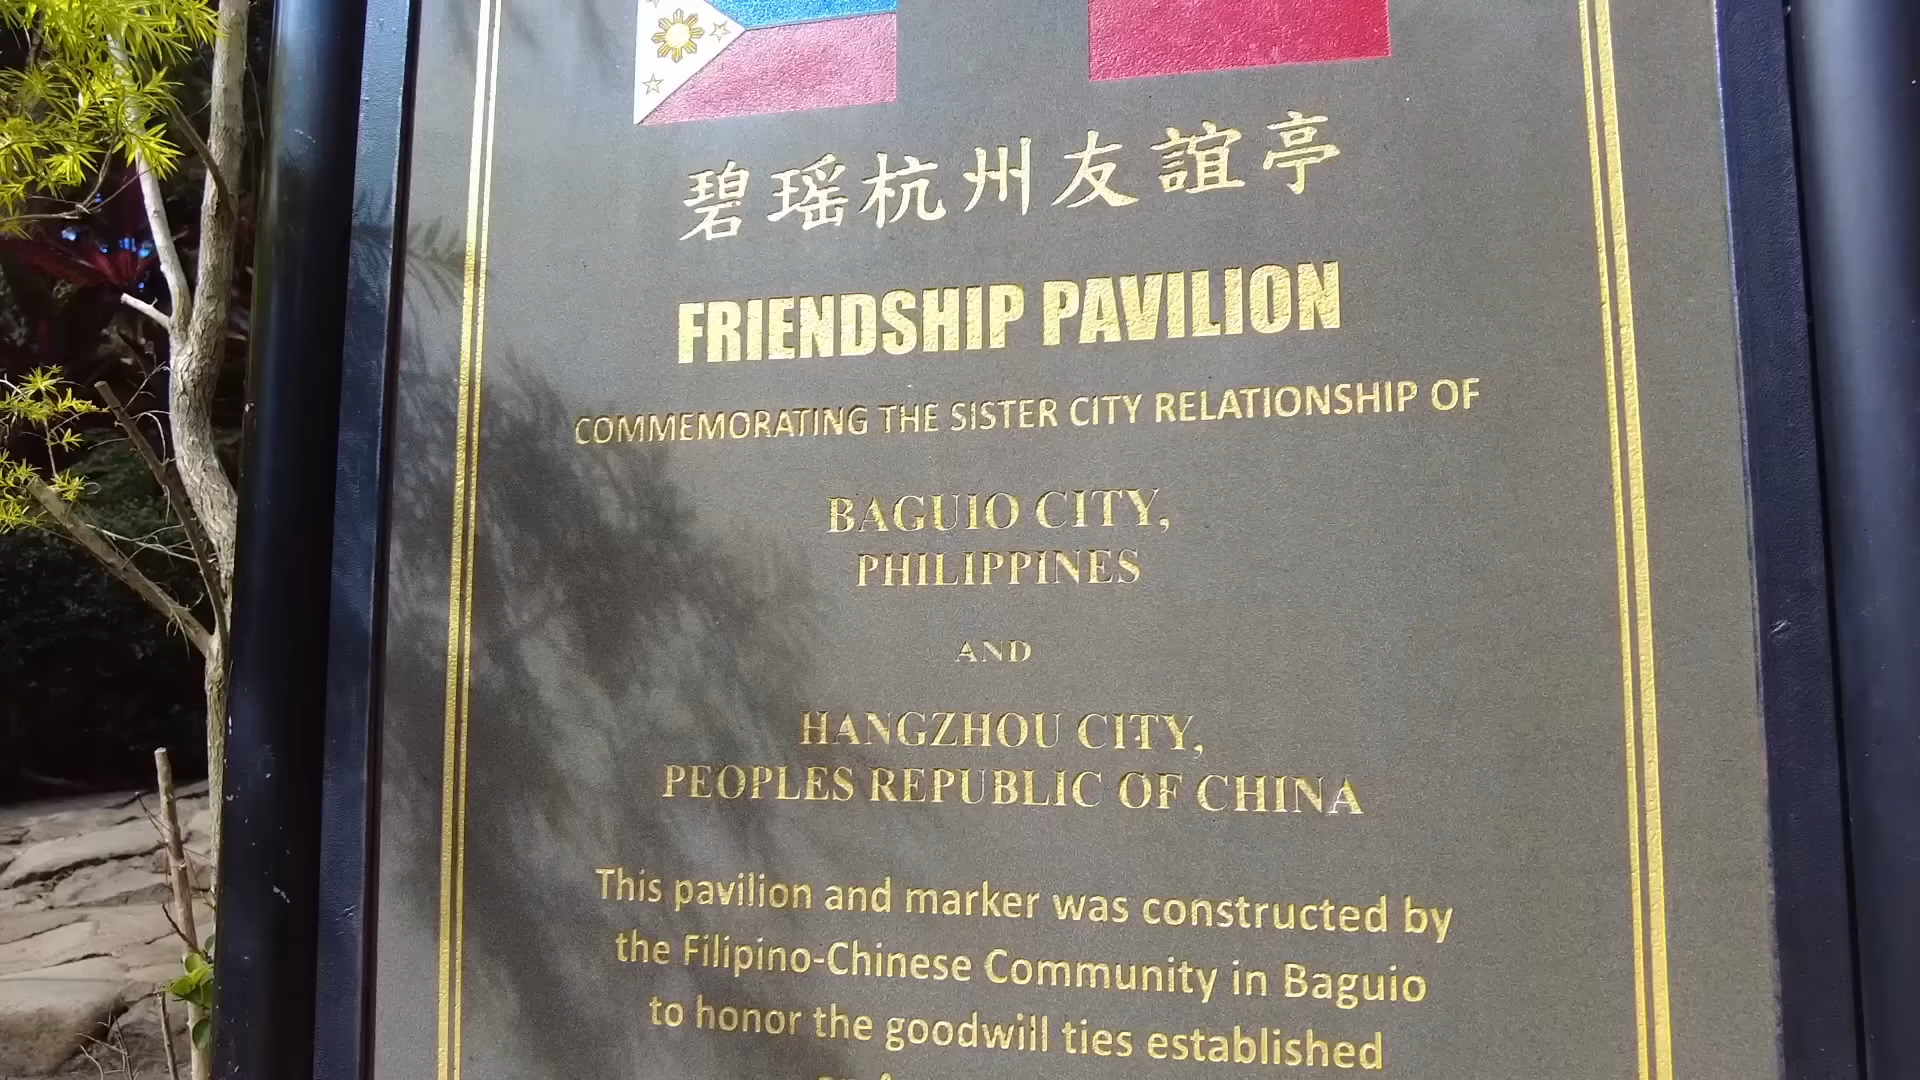 碧瑶杭州友誼亭
FRIENDSHIP PAVILION
COMMEMORATING THE SISTER CITY RELATIONSHIP OF
BAGUIO CITY,
PHILIPPINES
AND
HANGZHOU CITY,
PEOPLES REPUBLIC OF CHINA
This pavilion and marker was constructed by
the Filipino-Chinese Community in Baguio
to honor the goodwill ties established